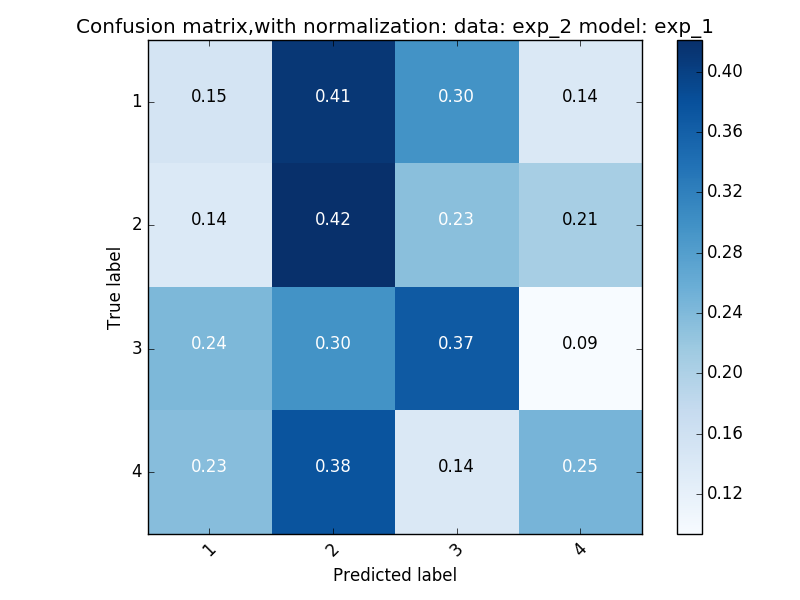 Confusion matrix,with normalization: data: exp_2 model: exp_1
True label
1 0.15 0.41 0.30 0.14
2 0.14 0.42 0.23 0.21
3 0.24 0.30 0.37 0.09
4 0.23 0.38 0.14 0.25
1 2 3 4
Predicted label
0.40
0.36
0.32
0.28
0.24
0.20
0.16
0.12